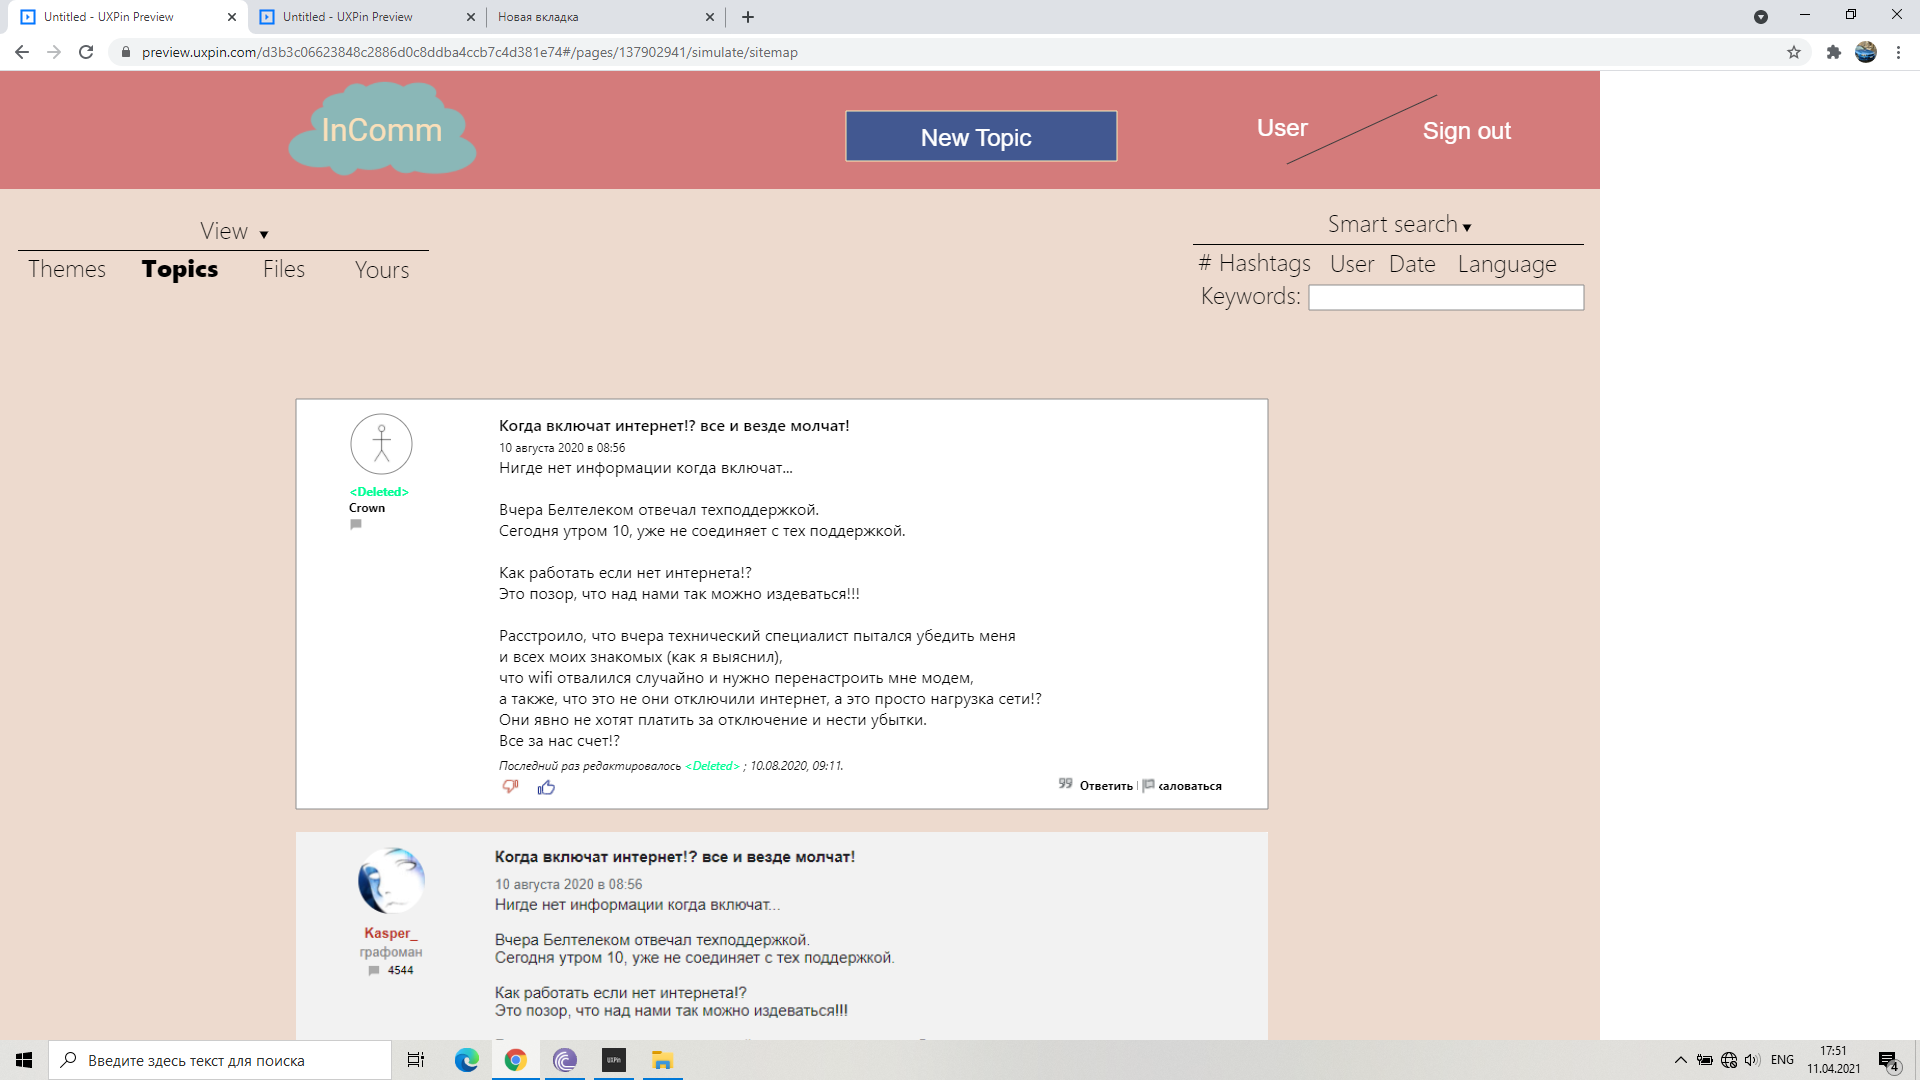 Untitled - UXPin Preview
Untitled - UXPin Preview
Новая вкладка
preview.uxpin.com/d3b3c06623848c2886d0c8ddba4ccb7c4d381e74#/pages/137902941/simulate/sitemap
InComm
New Topic
User
Sign out
View
Themes Topics Files Yours
Smart search
# Hashtags User Date Language
Keywords:
Когда включат интернет!? все и везде молчат!
10 августа 2020 в 08:56
Нигде нет информации когда включат...
Вчера Белтелеком отвечал техподдержкой.
Сегодня утром 10, уже не соединяет с тех поддержкой.
Как работать если нет интернета!?
Это позор, что над нами так можно издеваться!!!
Расстроило, что вчера технический специалист пытался убедить меня
и всех моих знакомых (как я выяснил),
что wifi отвалился случайно и нужно перенастроить мне модем,
а также, что это не они отключили интернет, а это просто нагрузка сети!?
Они явно не хотят платить за отключение и нести убытки.
Все за нас счет!?
Последний раз редактировалось <Deleted> ; 10.08.2020, 09:11.
<Deleted>
Crown
Ответить | каловаться
Когда включат интернет!? все и везде молчат!
10 августа 2020 в 08:56
Нигде нет информации когда включат...
Вчера Белтелеком отвечал техподдержкой.
Сегодня утром 10, уже не соединяет с тех поддержкой.
Как работать если нет интернета!?
Это позор, что над нами так можно издеваться!!!
Kasper_
графоман
4544
Введите здесь текст для поиска
UXPin
ENG
17:51
11.04.2021
4